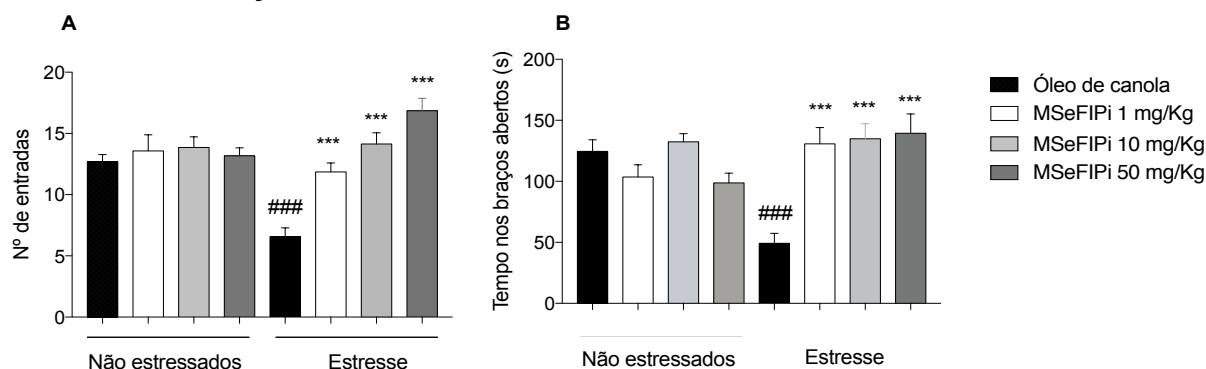 A
Nº de entradas
20
15
10
5
0
***
***
***
###
Não estressados
Estresse
B
Tempo nos braços abertos (s)
200
150
100
50
0
*** *** ***
###
Não estressados
Estresse
Óleo de canola
MSeFIPi 1 mg/Kg
MSeFIPi 10 mg/Kg
MSeFIPi 50 mg/Kg